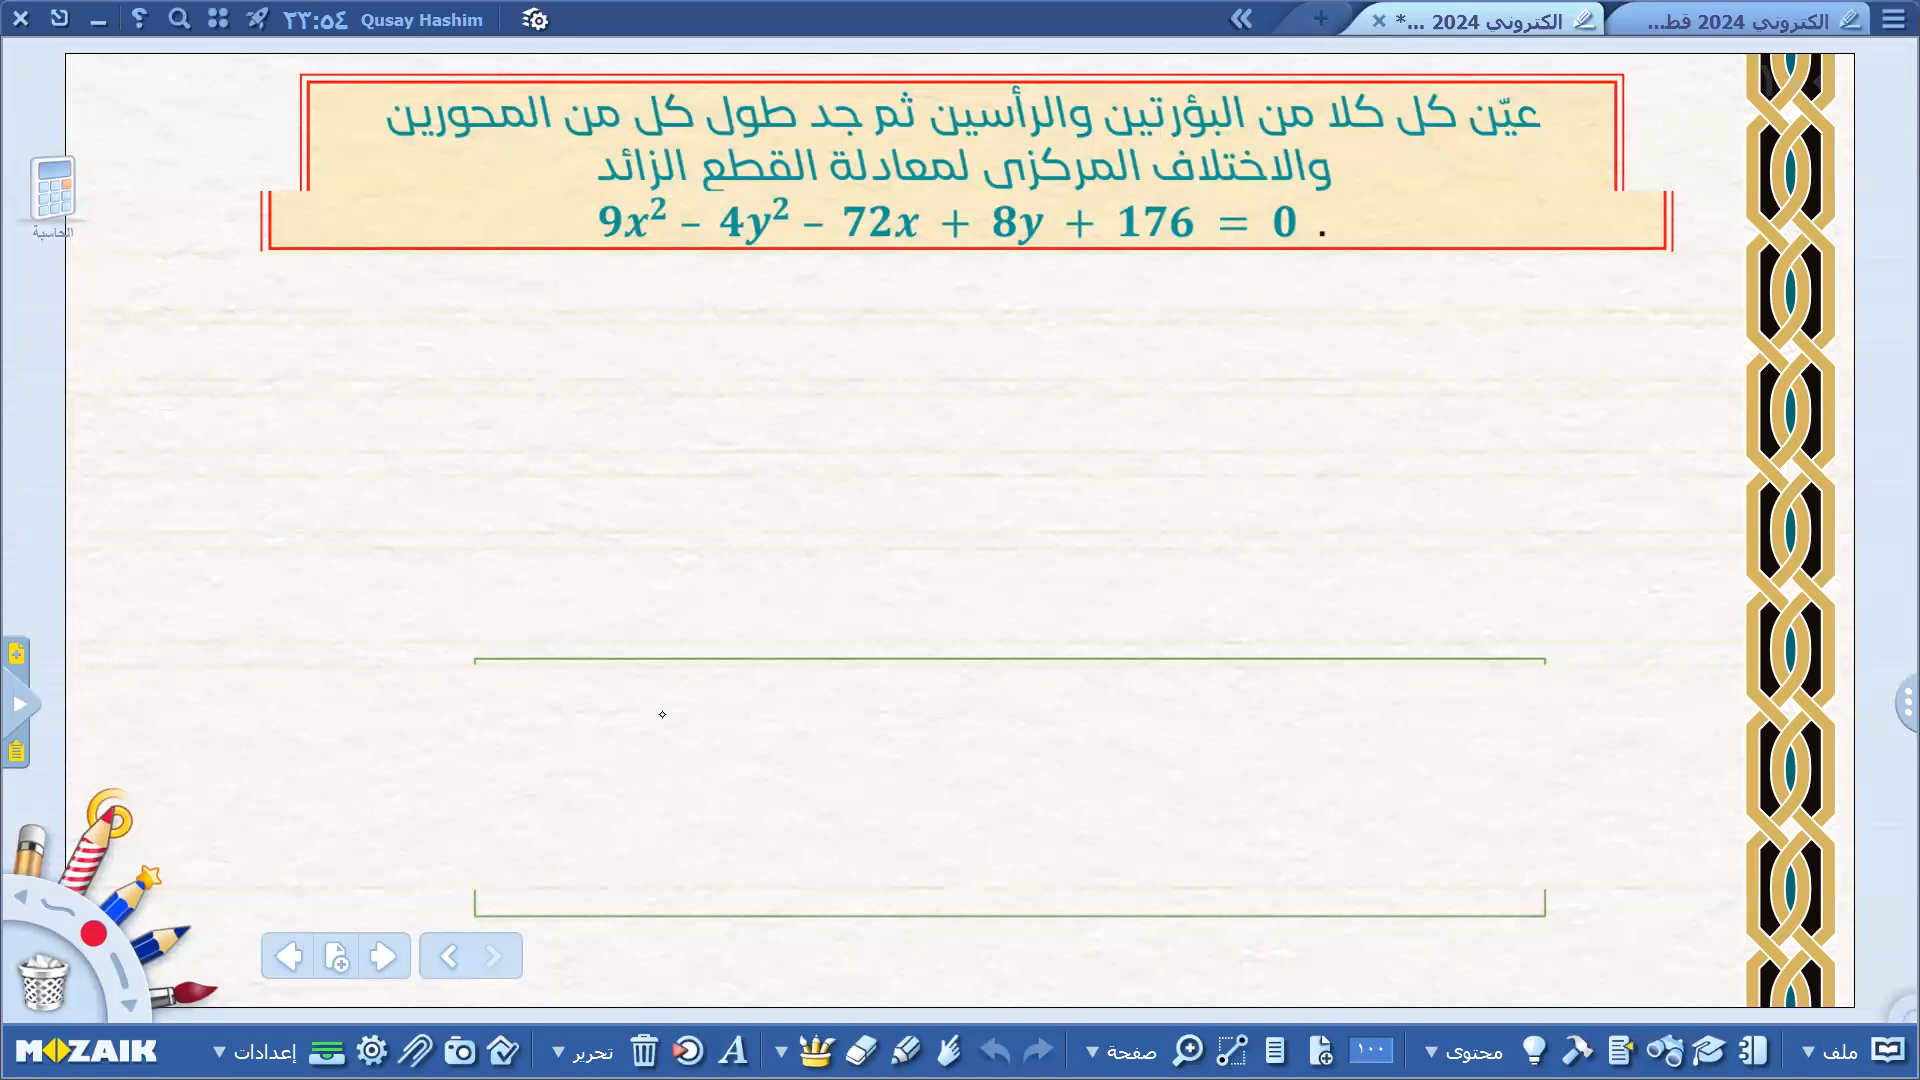 ٢٣:٥٤ Qusay Hashim
الكتروني 2024 ...*
الكتروني 2024 قط...
عيّن كل كلا من البؤرتين والرأسين ثم جد طول كل من المحورين
والاختلاف المركزي لمعادلة القطع الزائد
9x² – 4y² – 72x + 8y + 176 = 0 .
الحاسبة
MOZAIK
إعدادات
تحرير
صفحة
١٠٠
محتوى
ملف